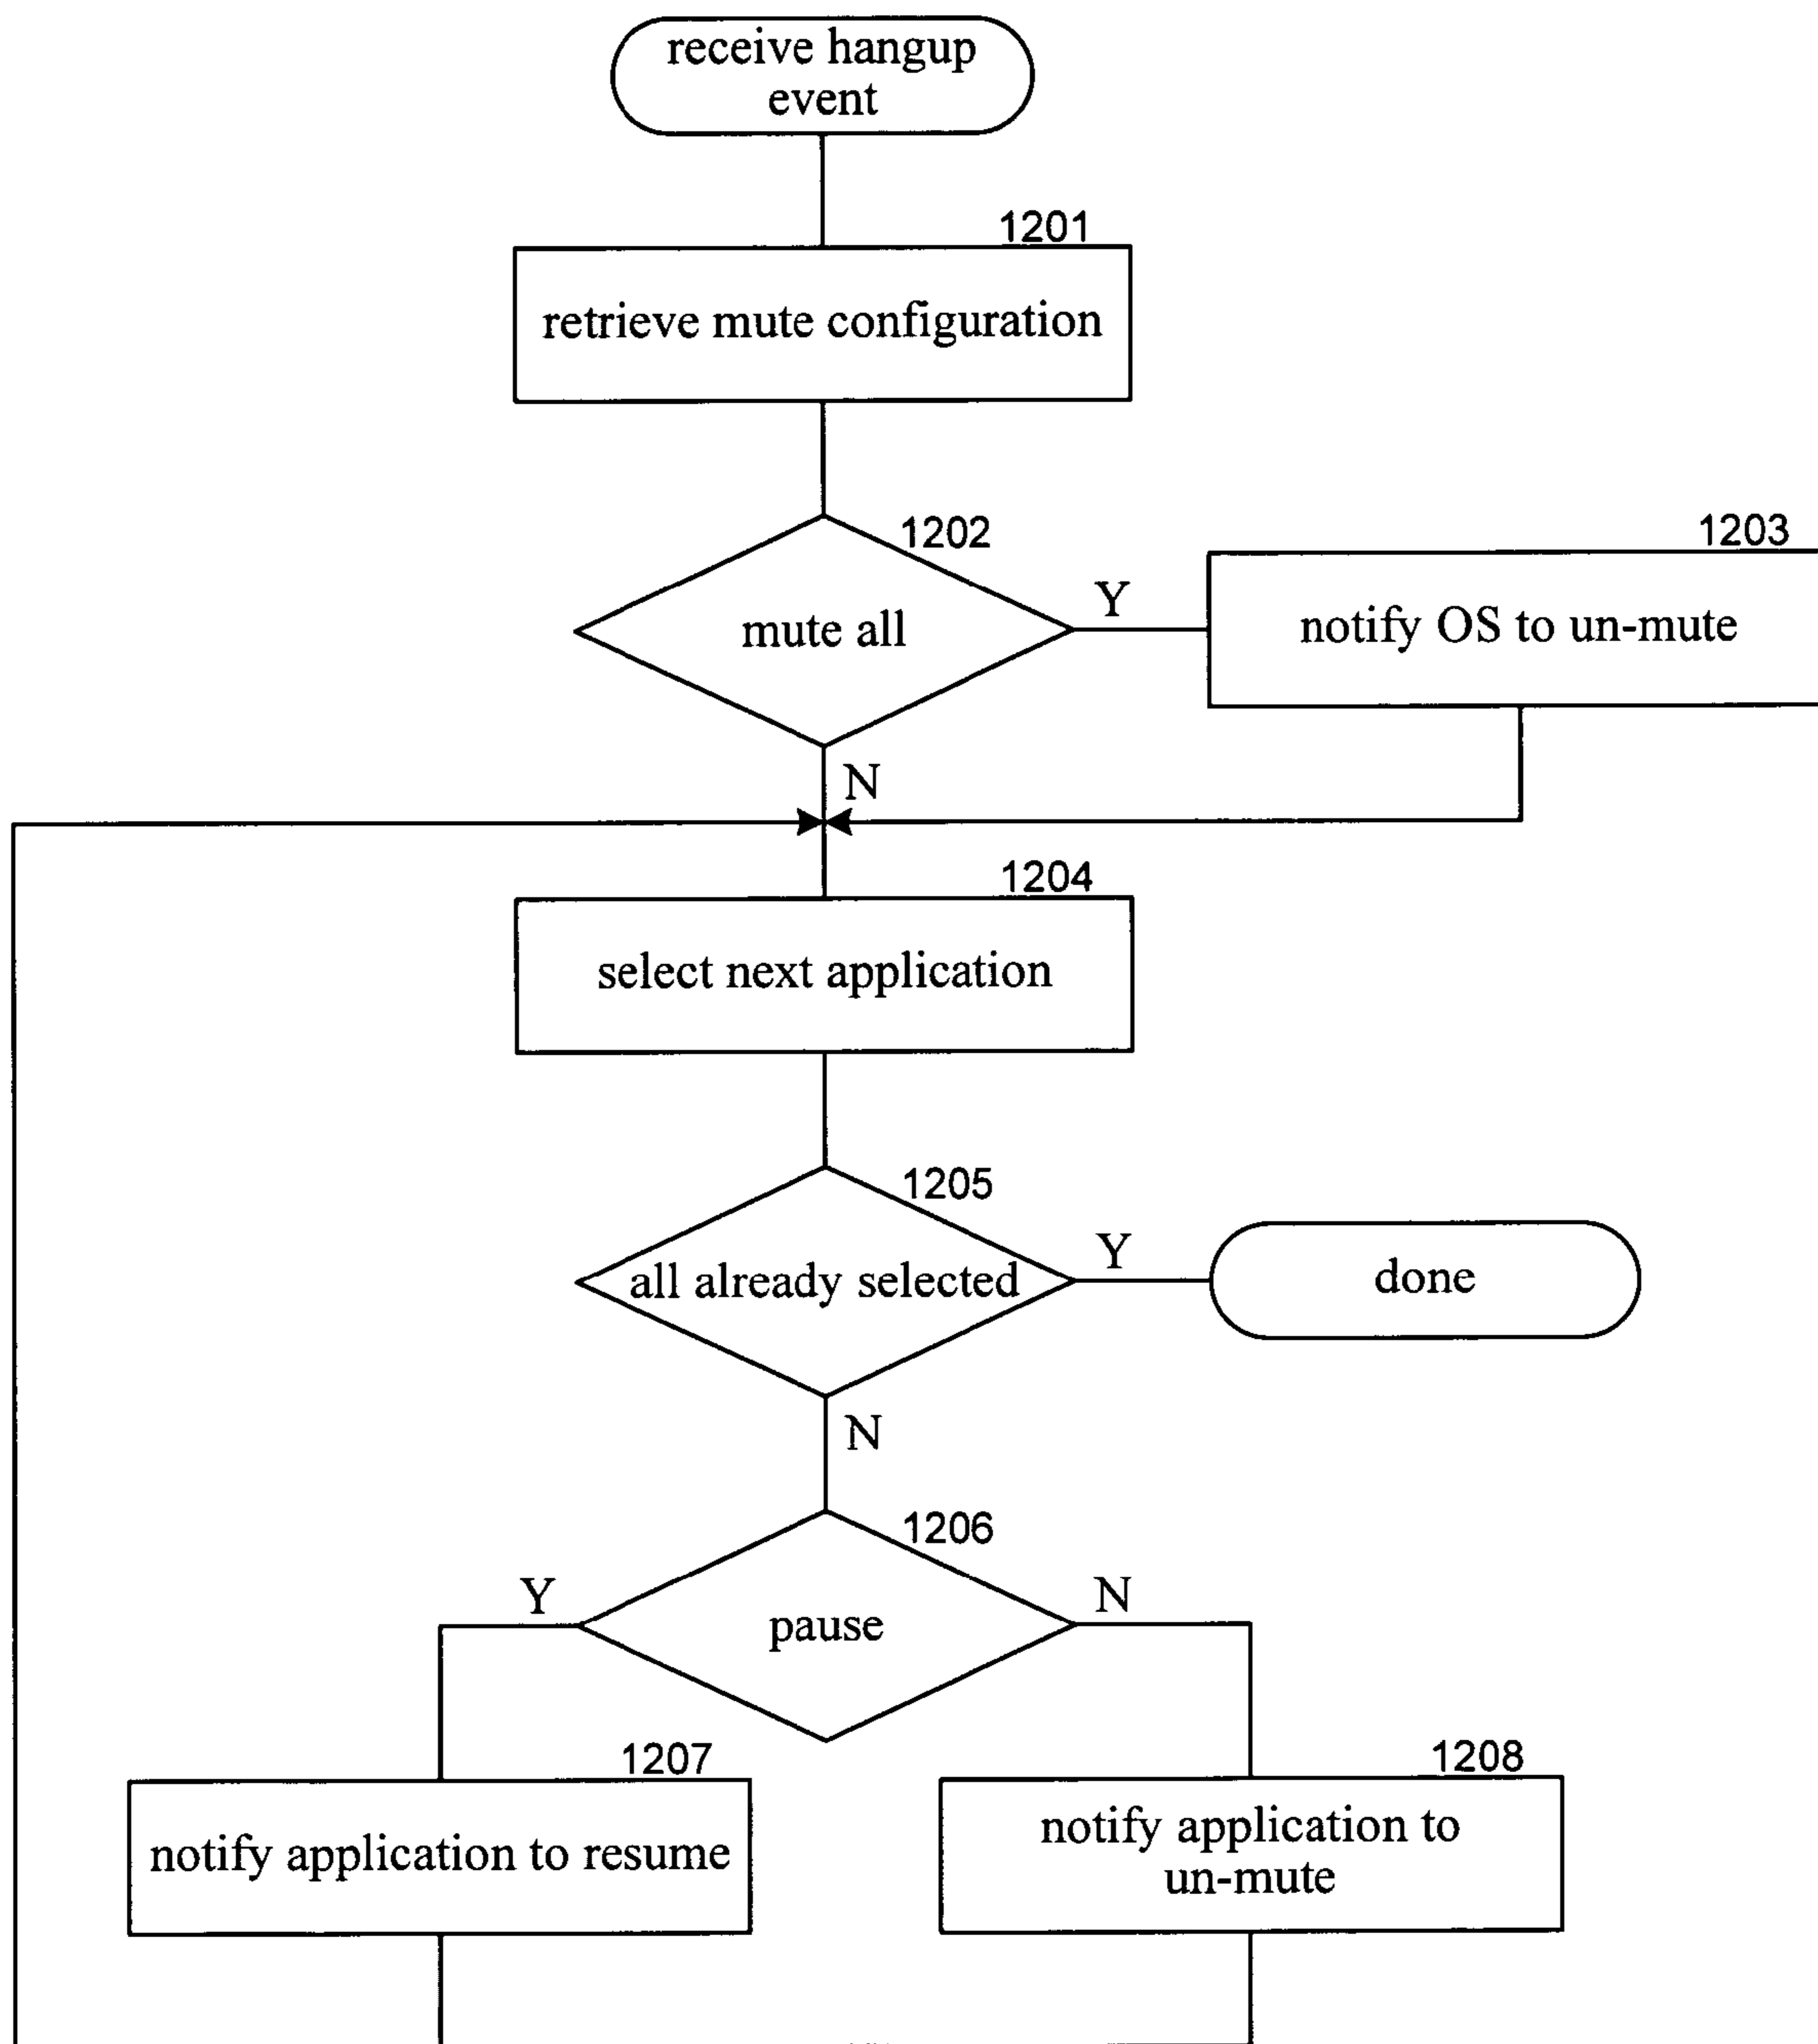 receive hangup
event
1201
retrieve mute configuration
1202
mute all
Y
1203
notify OS to un-mute
N
1204
select next application
1205
all already selected
Y
done
N
1206
pause
Y
N
1207
notify application to resume
1208
notify application to
un-mute